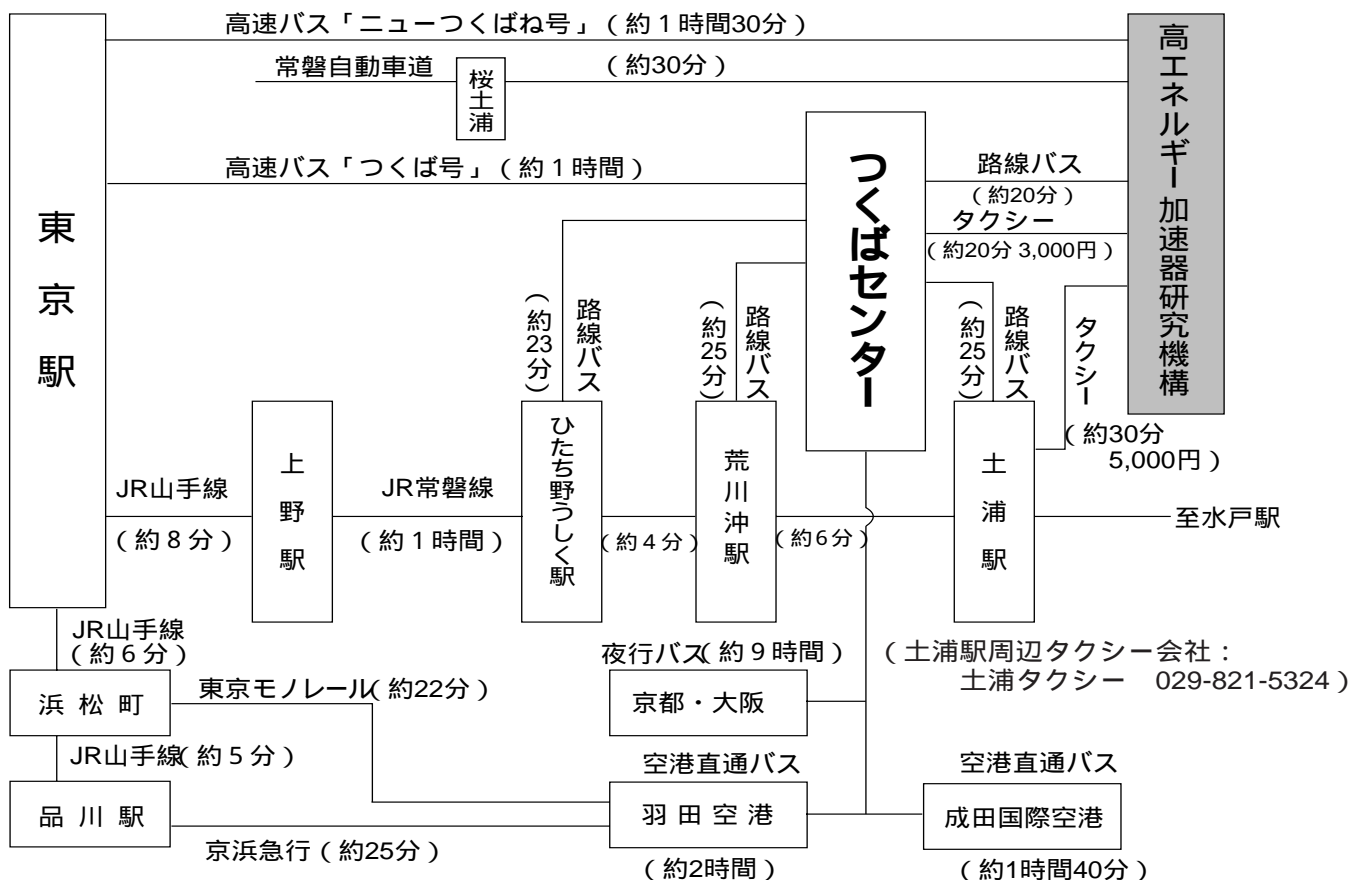 高速バス「ニューつくばね号」(約1時間30分)
常磐自動車道
桜土浦
(約30分)
高エネルギー加速器研究機構
東京駅
高速バス「つくば号」(約1時間)
つくばセンター
路線バス
(約20分)
タクシー
(約20分 3,000円)
路線バス
(約23分)
路線バス
(約25分)
路線バス
(約25分)
タクシー
(約30分
5,000円)
JR山手線
(約8分)
上野駅
JR常磐線
(約1時間)
ひたち野うしく駅
(約4分)
荒川沖駅
(約6分)
土浦駅
至水戸駅
JR山手線
(約6分)
浜松町
東京モノレール(約22分)
夜行バス(約9時間)
京都・大阪
(土浦駅周辺タクシー会社:
土浦タクシー 029-821-5324)
JR山手線(約5分)
品川駅
京浜急行(約25分)
空港直通バス
羽田空港
(約2時間)
空港直通バス
成田国際空港
(約1時間40分)